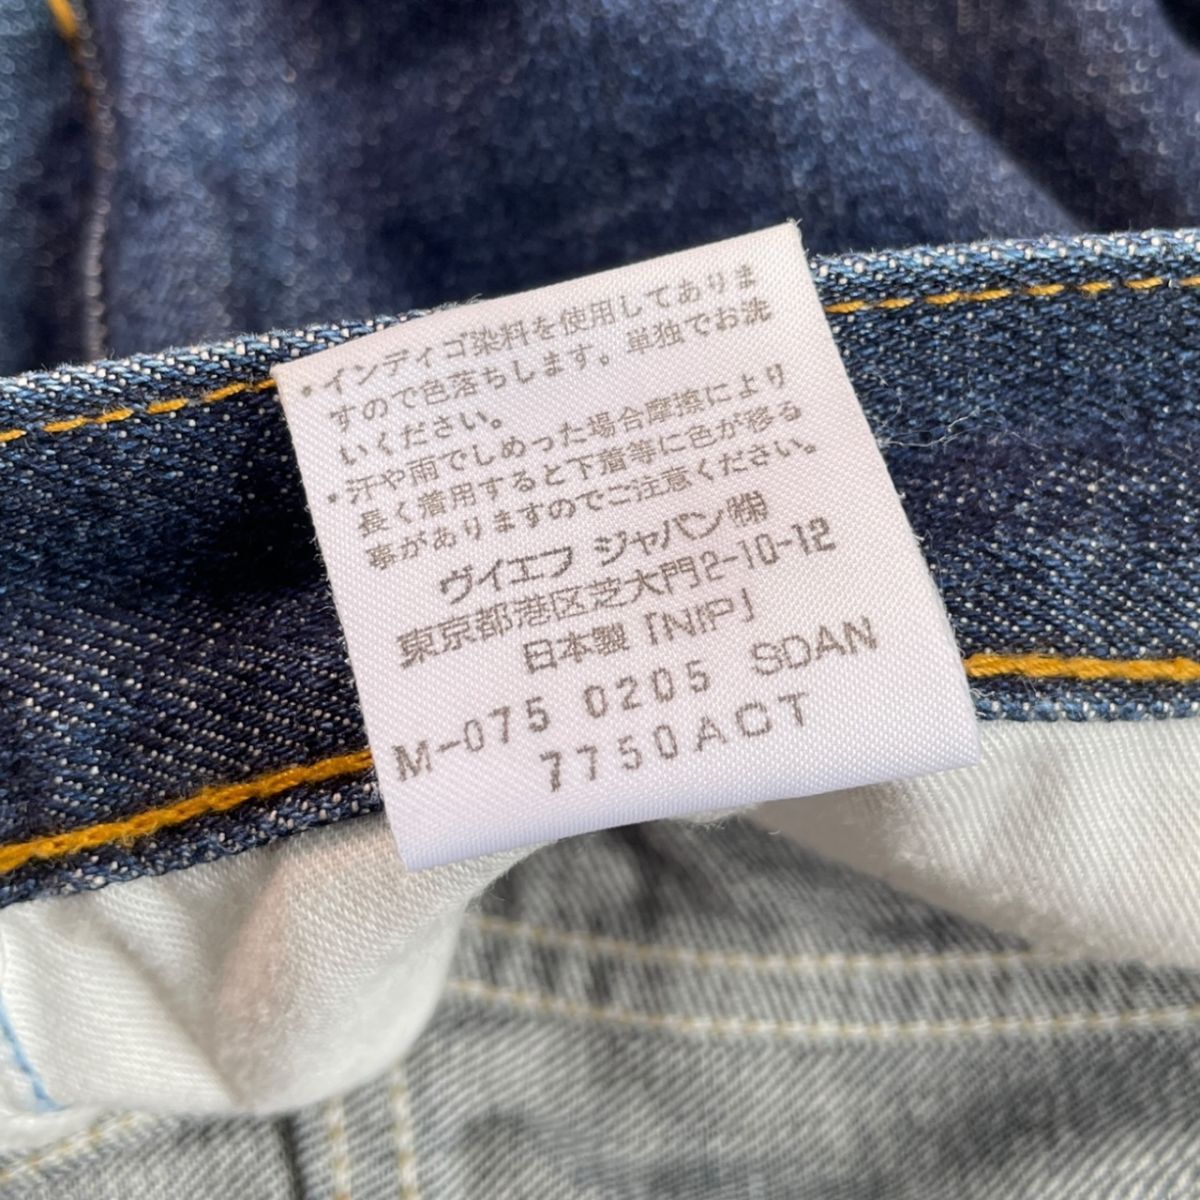 ・インディゴ染料を使用してありま
すので色落ちします。単独でお洗
いください。
・汗や雨でしめった場合摩擦により
長く着用すると下着等に色が移る
事がありますのでご注意ください。
ヴイエフ ジャパン㈱
東京都港区芝大門2-10-12
日本製「NIP」
M-075 0205 SDAN
7750ACT